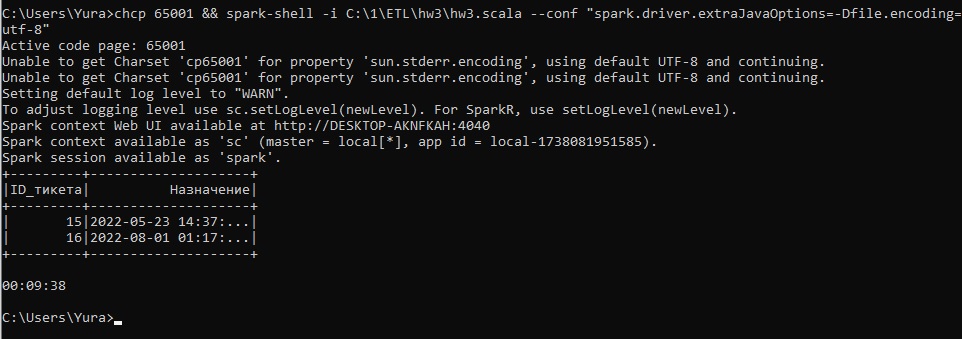 C:\Users\Yura>chcp 65001 && spark-shell -i C:\1\ETL\hw3\hw3.scala --conf "spark.driver.extraJavaOptions=-Dfile.encoding=
utf-8"
Active code page: 65001
Unable to get Charset 'cp65001' for property 'sun.stderr.encoding', using default UTF-8 and continuing.
Unable to get Charset 'cp65001' for property 'sun.stderr.encoding', using default UTF-8 and continuing.
Setting default log level to "WARN".
To adjust logging level use sc.setLogLevel(newLevel). For SparkR, use setLogLevel(newLevel).
Spark context Web UI available at http://DESKTOP-AKNFKAH:4040
Spark context available as 'sc' (master = local[*], app id = local-1738081951585).
Spark session available as 'spark'.
+---------+--------------------+
|ID_тикета|          Назначение|
+---------+--------------------+
|       15|2022-05-23 14:37:...|
|       16|2022-08-01 01:17:...|
+---------+--------------------+
00:09:38
C:\Users\Yura>